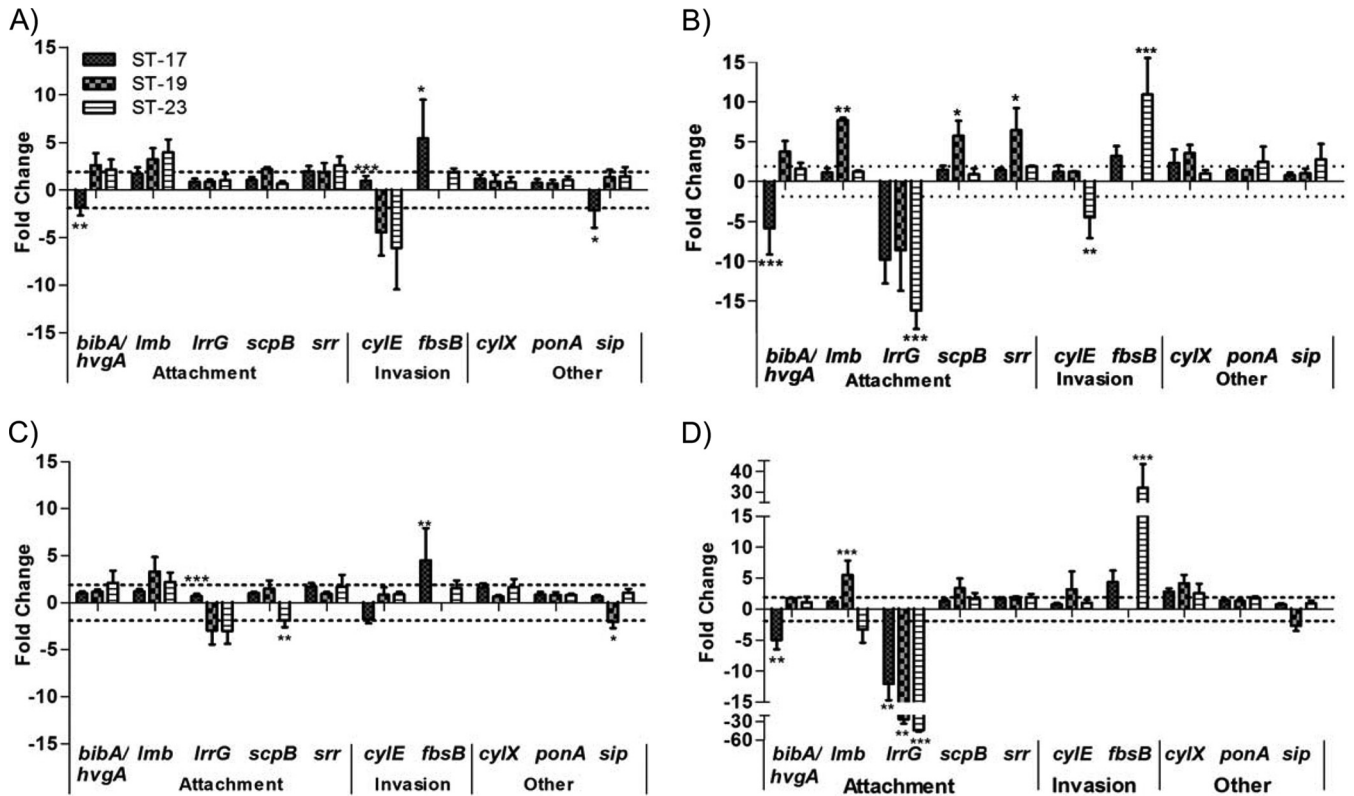 A)
15
10
5
0
-5
-10
-15
Fold Change
ST-17
ST-19
ST-23
**
***
*
*
bibA/ lmb lrrG scpB srr cylE fbsB cylX ponA sip
hvgA
Attachment Invasion Other
B)
15
10
5
0
-5
-10
-15
Fold Change
***
**
***
*
*
**
***
bibA/ lmb lrrG scpB srr cylE fbsB cylX ponA sip
hvgA
Attachment Invasion Other
C)
15
10
5
0
-5
-10
-15
Fold Change
***
**
**
*
bibA/ lmb lrrG scpB srr cylE fbsB cylX ponA sip
hvgA
Attachment Invasion Other
D)
40
30
15
10
5
0
-5
-10
-15
-30
-60
Fold Change
**
***
**
**
***
***
bibA/ lmb lrrG scpB srr cylE fbsB cylX ponA sip
hvgA
Attachment Invasion Other